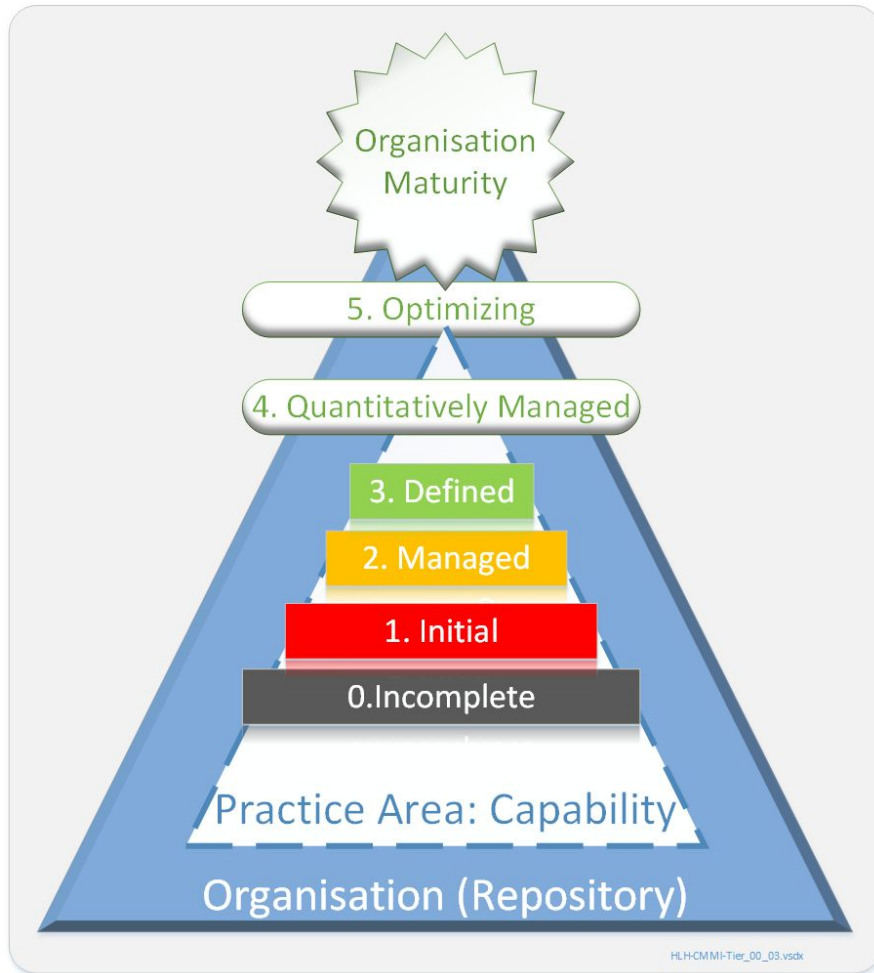 Organisation
Maturity
5. Optimizing
4. Quantitatively Managed
3. Defined
2. Managed
1. Initial
0.Incomplete
Practice Area: Capability
Organisation (Repository)
HLH-CMMI-Tier_00_03.vsdx